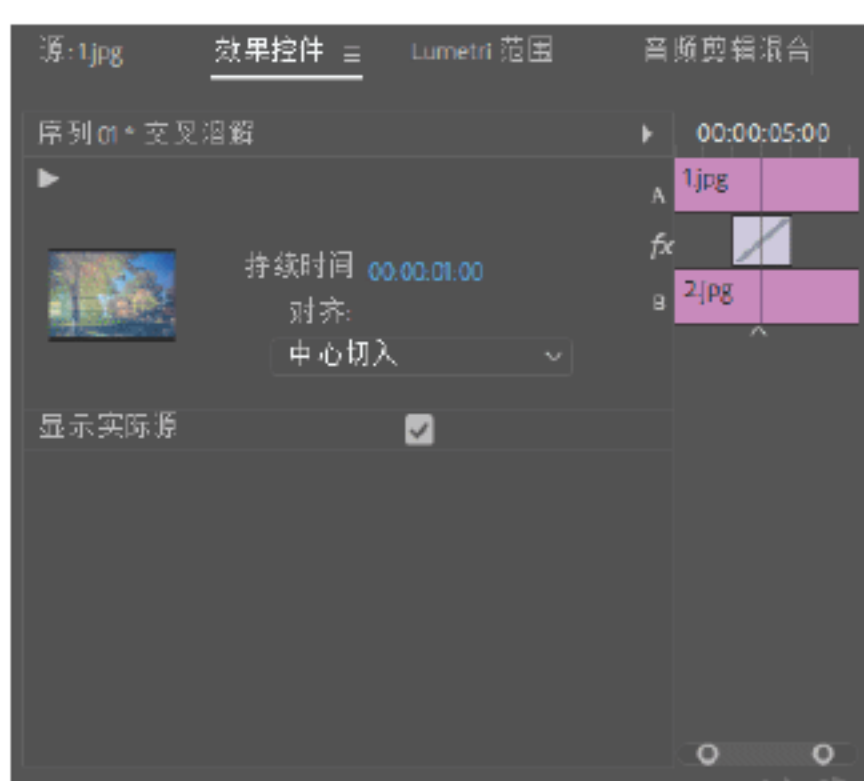 源:1.jpg 效果控件 ≡ Lumetri 范围 音频剪辑混合
序列 01 * 交叉溶解 00:00:05:00
1.jpg
A
持续时间 00:00:01:00
fx
对齐:
B 2.jpg
中心切入
显示实际源